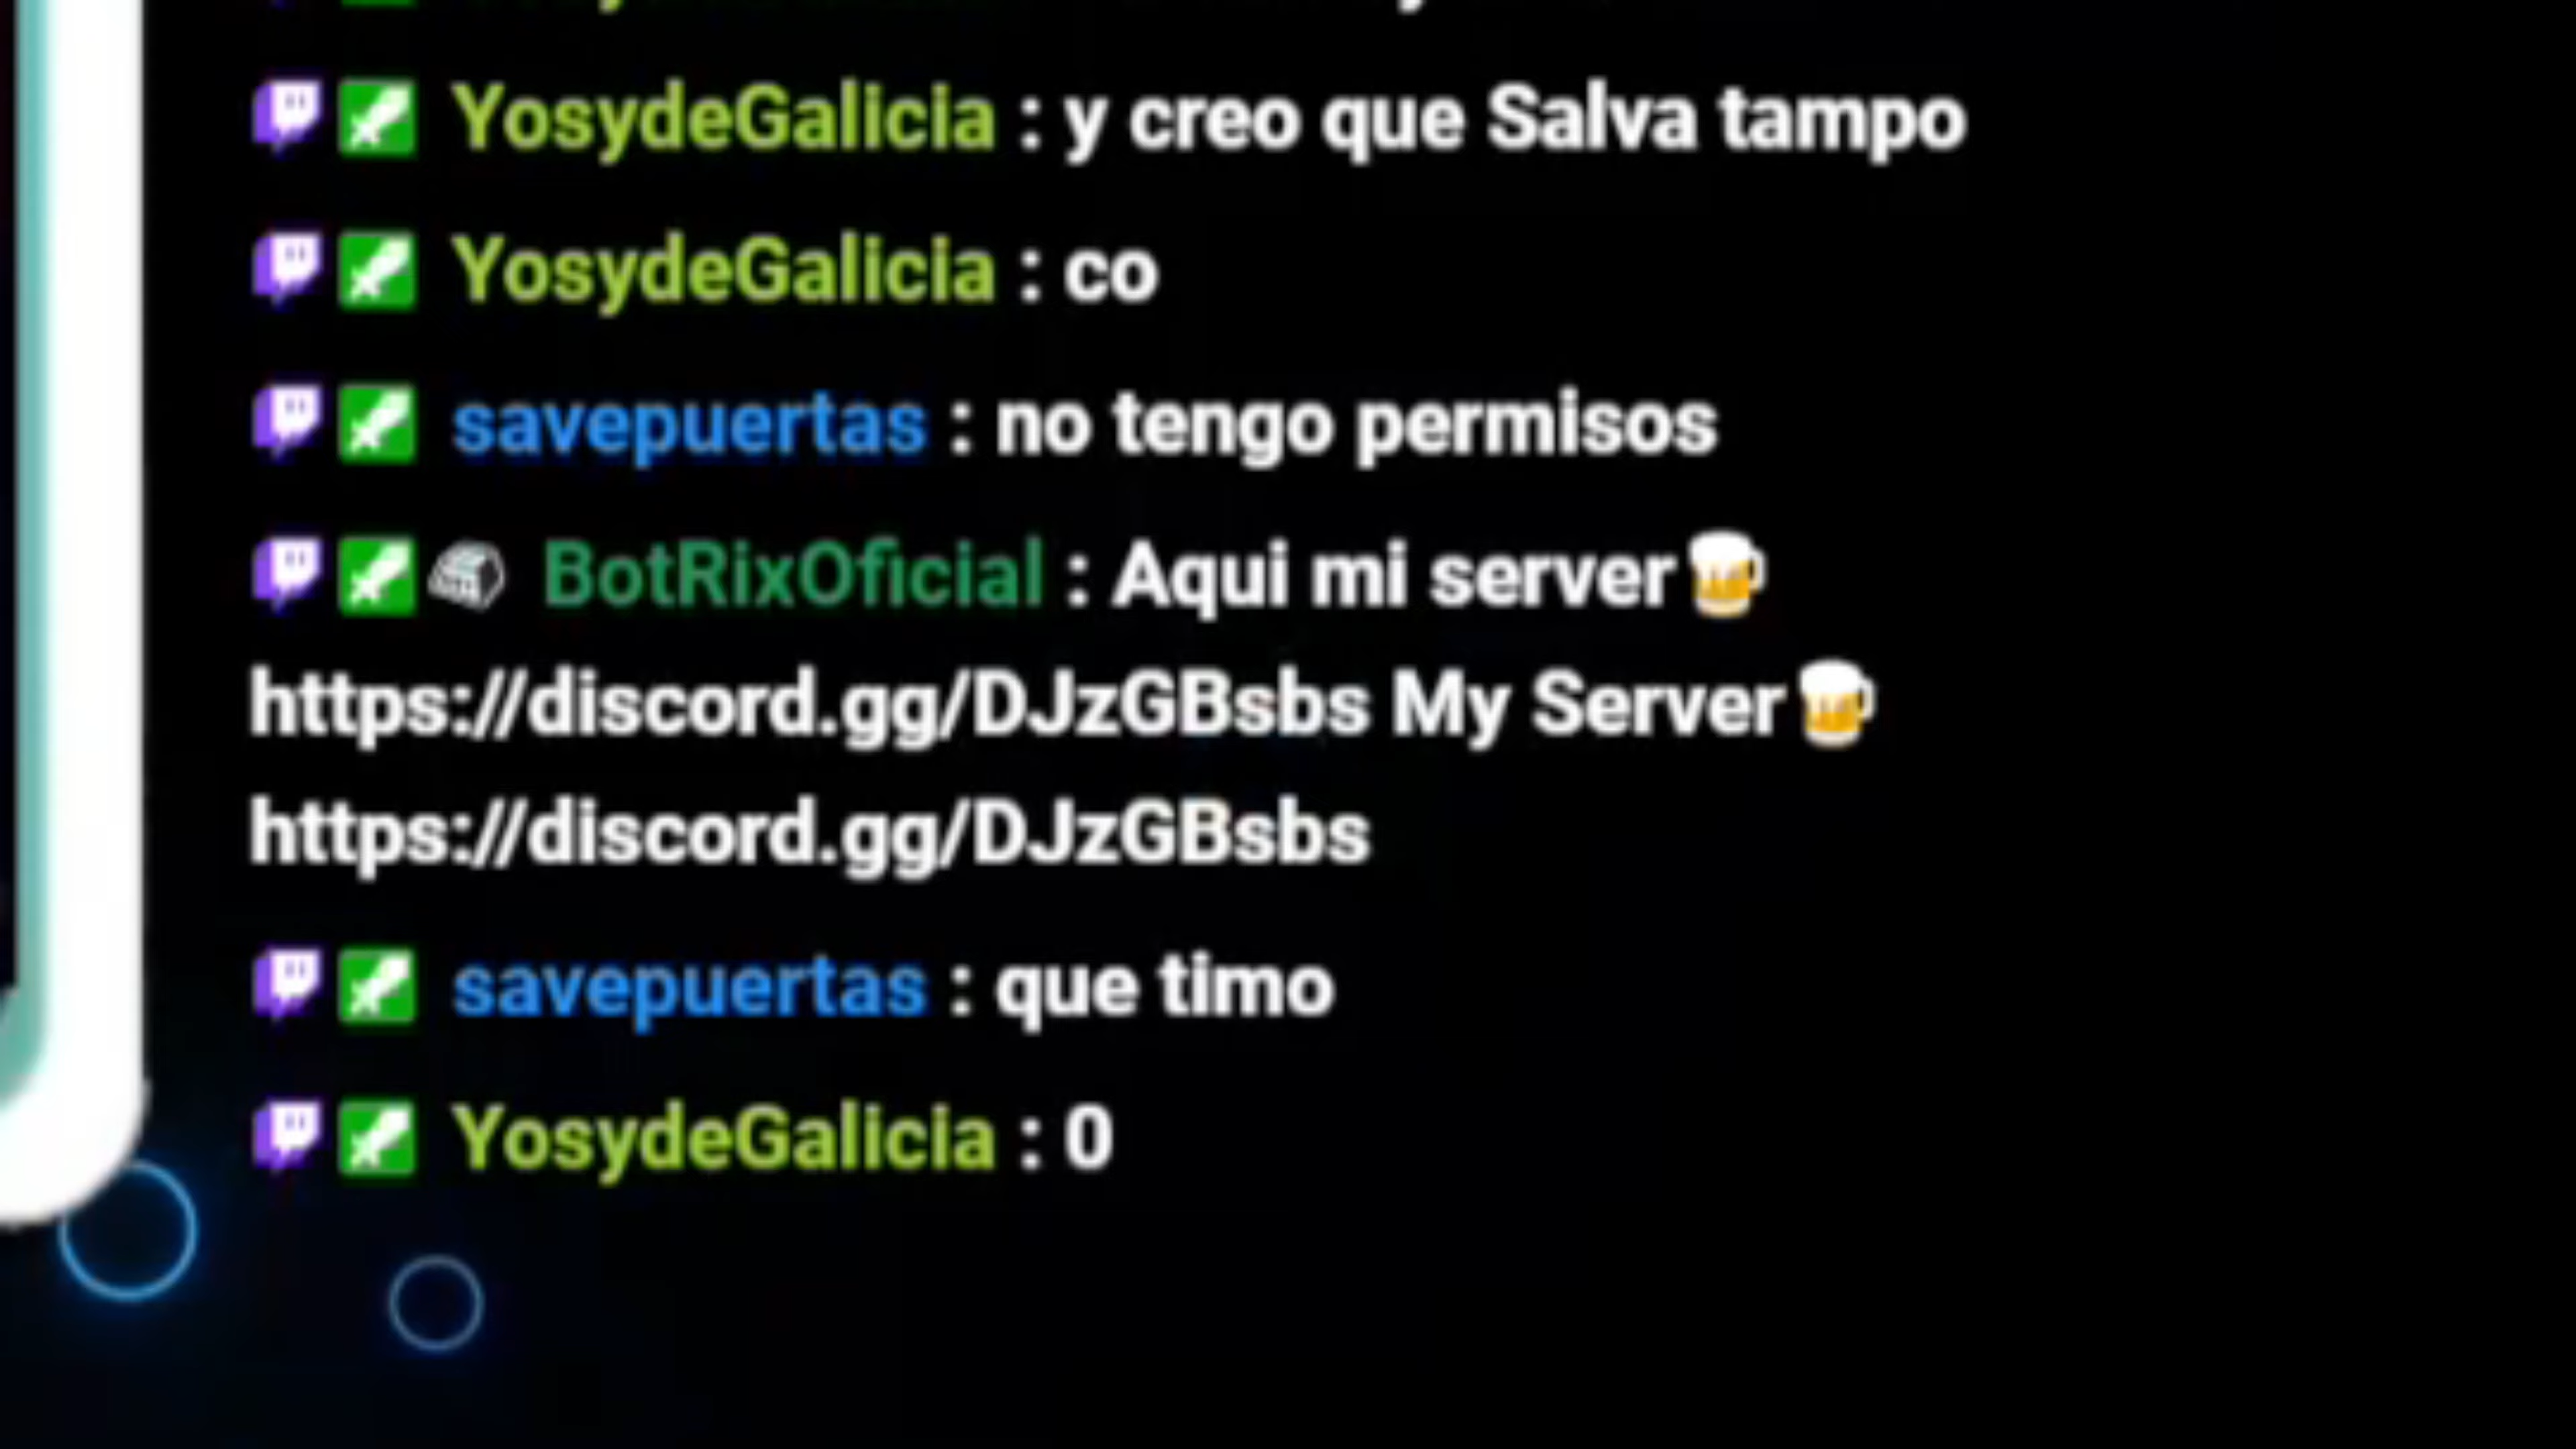 YosydeGalicia : y creo que Salva tampo
YosydeGalicia : co
savepuertas : no tengo permisos
BotRixOficial : Aqui mi server🍺
https://discord.gg/DJzGBsbs My Server🍺
https://discord.gg/DJzGBsbs
savepuertas : que timo
YosydeGalicia : 0